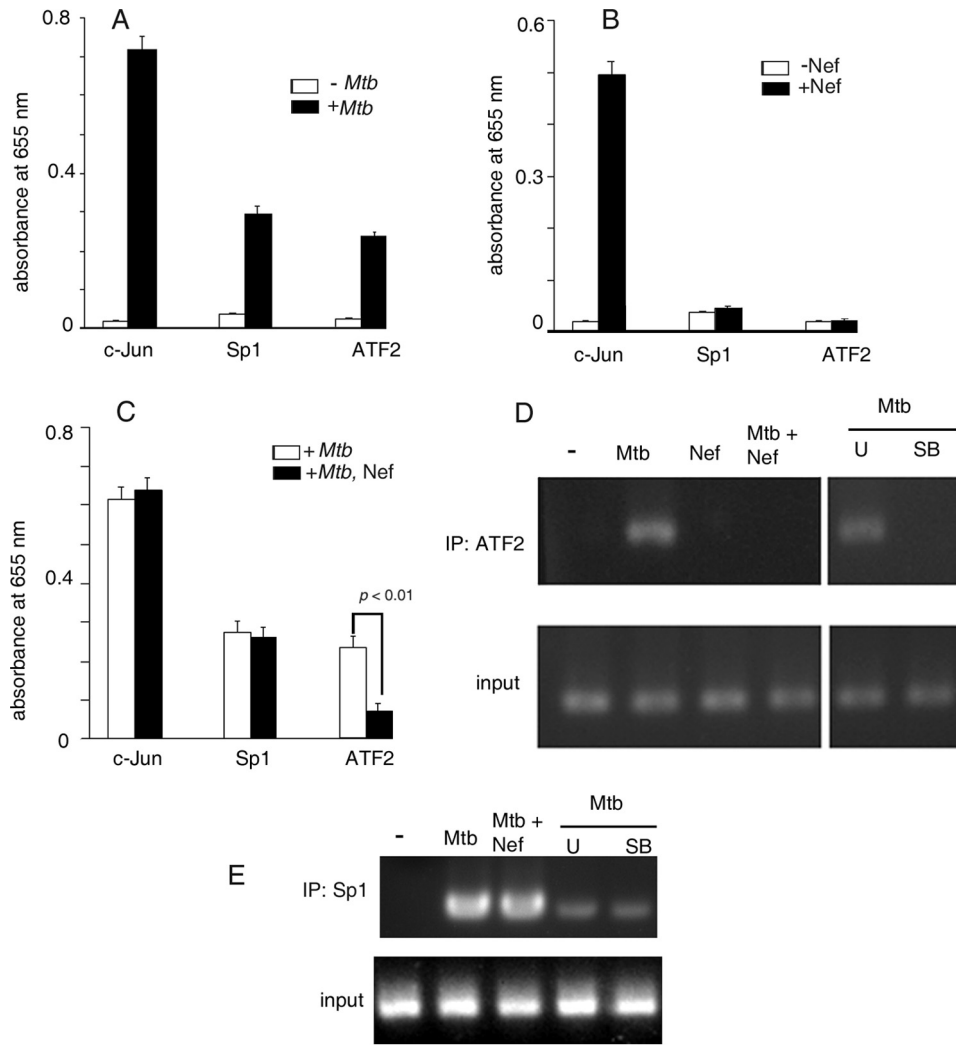 A
absorbance at 655 nm
0.8
0.4
0
- Mtb
+Mtb
c-Jun Sp1 ATF2
B
absorbance at 655 nm
0.6
0.3
0
-Nef
+Nef
c-Jun Sp1 ATF2
C
absorbance at 655 nm
0.8
0.4
0
+ Mtb
+Mtb, Nef
p < 0.01
c-Jun Sp1 ATF2
D
Mtb
- Mtb Nef Mtb + Nef U SB
IP: ATF2
input
E
Mtb
- Mtb Mtb + Nef U SB
IP: Sp1
input